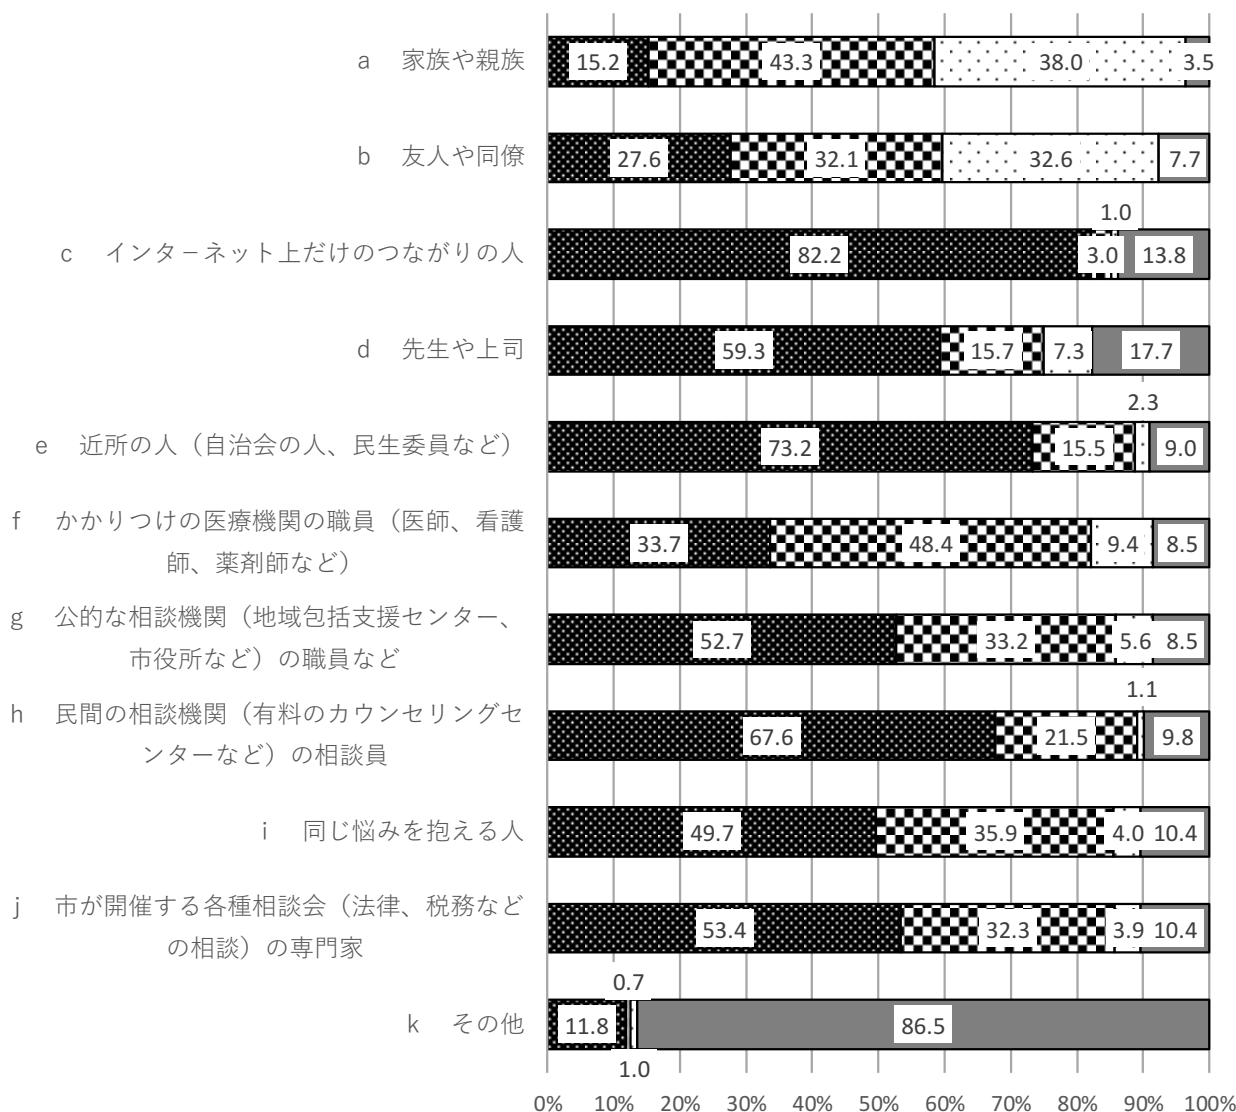 a 家族や親族
15.2 43.3 38.0 3.5
b 友人や同僚
27.6 32.1 32.6 7.7
1.0
c インタ－ネット上だけのつながりの人
82.2 3.0 13.8
d 先生や上司
59.3 15.7 7.3 17.7
2.3
e 近所の人（自治会の人、民生委員など）
73.2 15.5 9.0
f かかりつけの医療機関の職員（医師、看護
師、薬剤師など）
33.7 48.4 9.4 8.5
g 公的な相談機関（地域包括支援センター、
市役所など）の職員など
52.7 33.2 5.6 8.5
1.1
h 民間の相談機関（有料のカウンセリングセ
ンターなど）の相談員
67.6 21.5 9.8
i 同じ悩みを抱える人
49.7 35.9 4.0 10.4
j 市が開催する各種相談会（法律、税務など
の相談）の専門家
53.4 32.3 3.9 10.4
0.7
k その他
11.8 86.5
1.0
0% 10% 20% 30% 40% 50% 60% 70% 80% 90% 100%